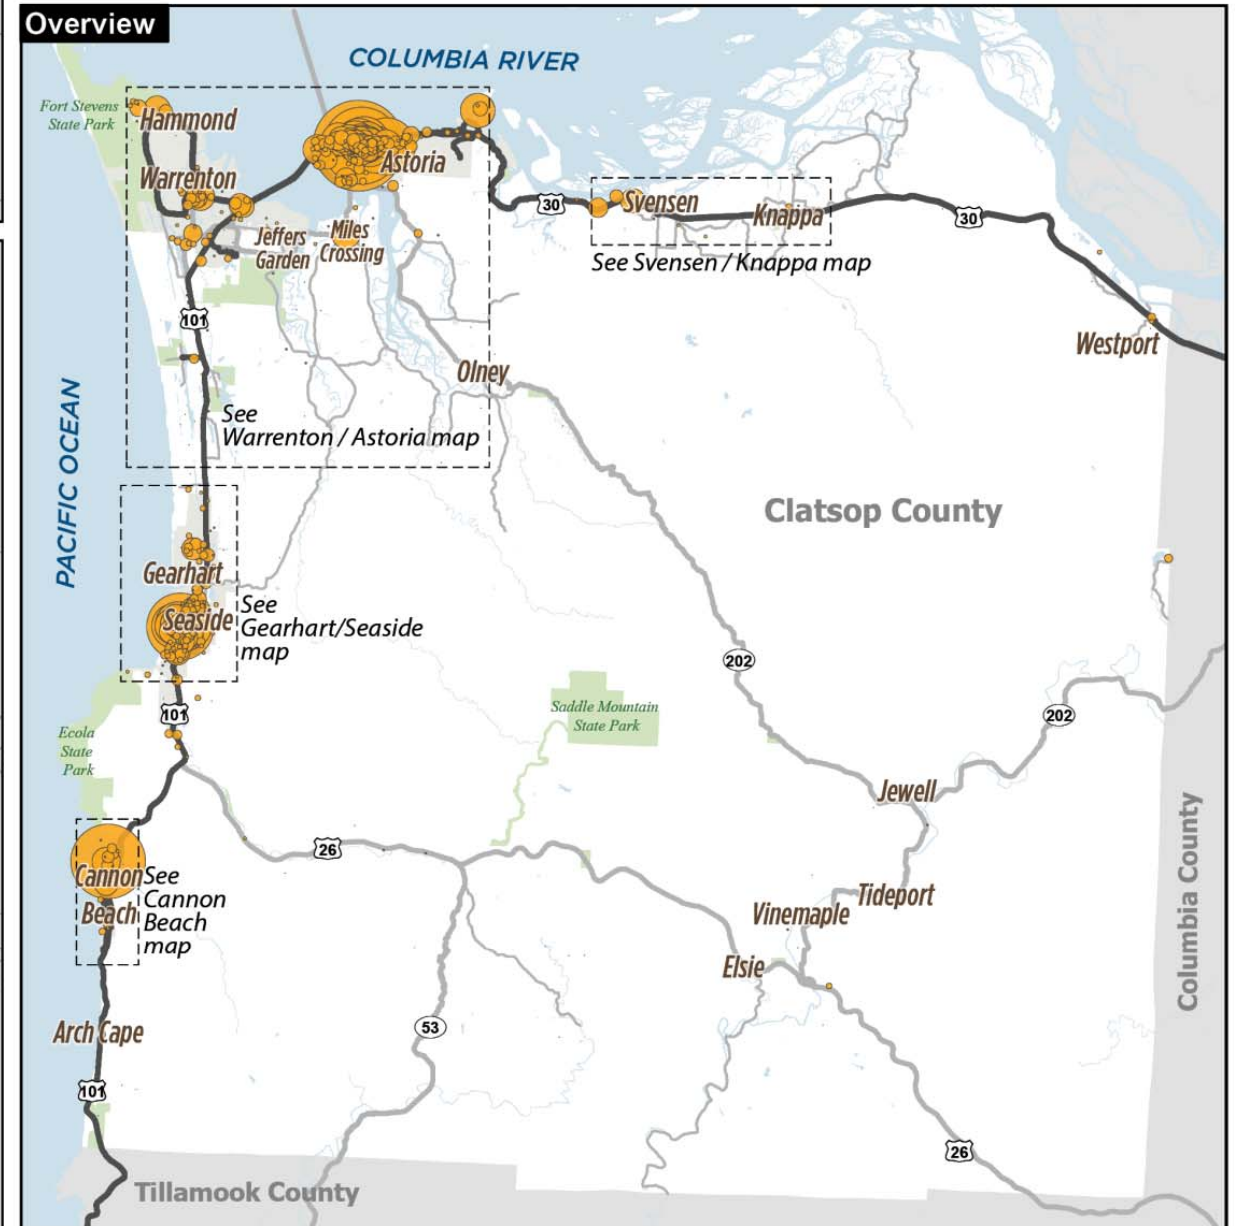 Overview
COLUMBIA RIVER
Fort Stevens
State Park
Hammond
Astoria
Warrenton
30
Svensen
Knappa
30
Jeffers
Garden
Miles
Crossing
See Svensen / Knappa map
101
Westport
Olney
PACIFIC OCEAN
See
Warrenton / Astoria map
Clatsop County
Gearhart
Seaside
See
Gearhart/Seaside
map
202
Saddle Mountain
State Park
101
202
Ecola
State
Park
Jewell
26
Cannon
Beach
See
Cannon
Beach
map
Tideport
Vinemaple
Elsie
Columbia County
Arch Cape
53
101
26
Tillamook County